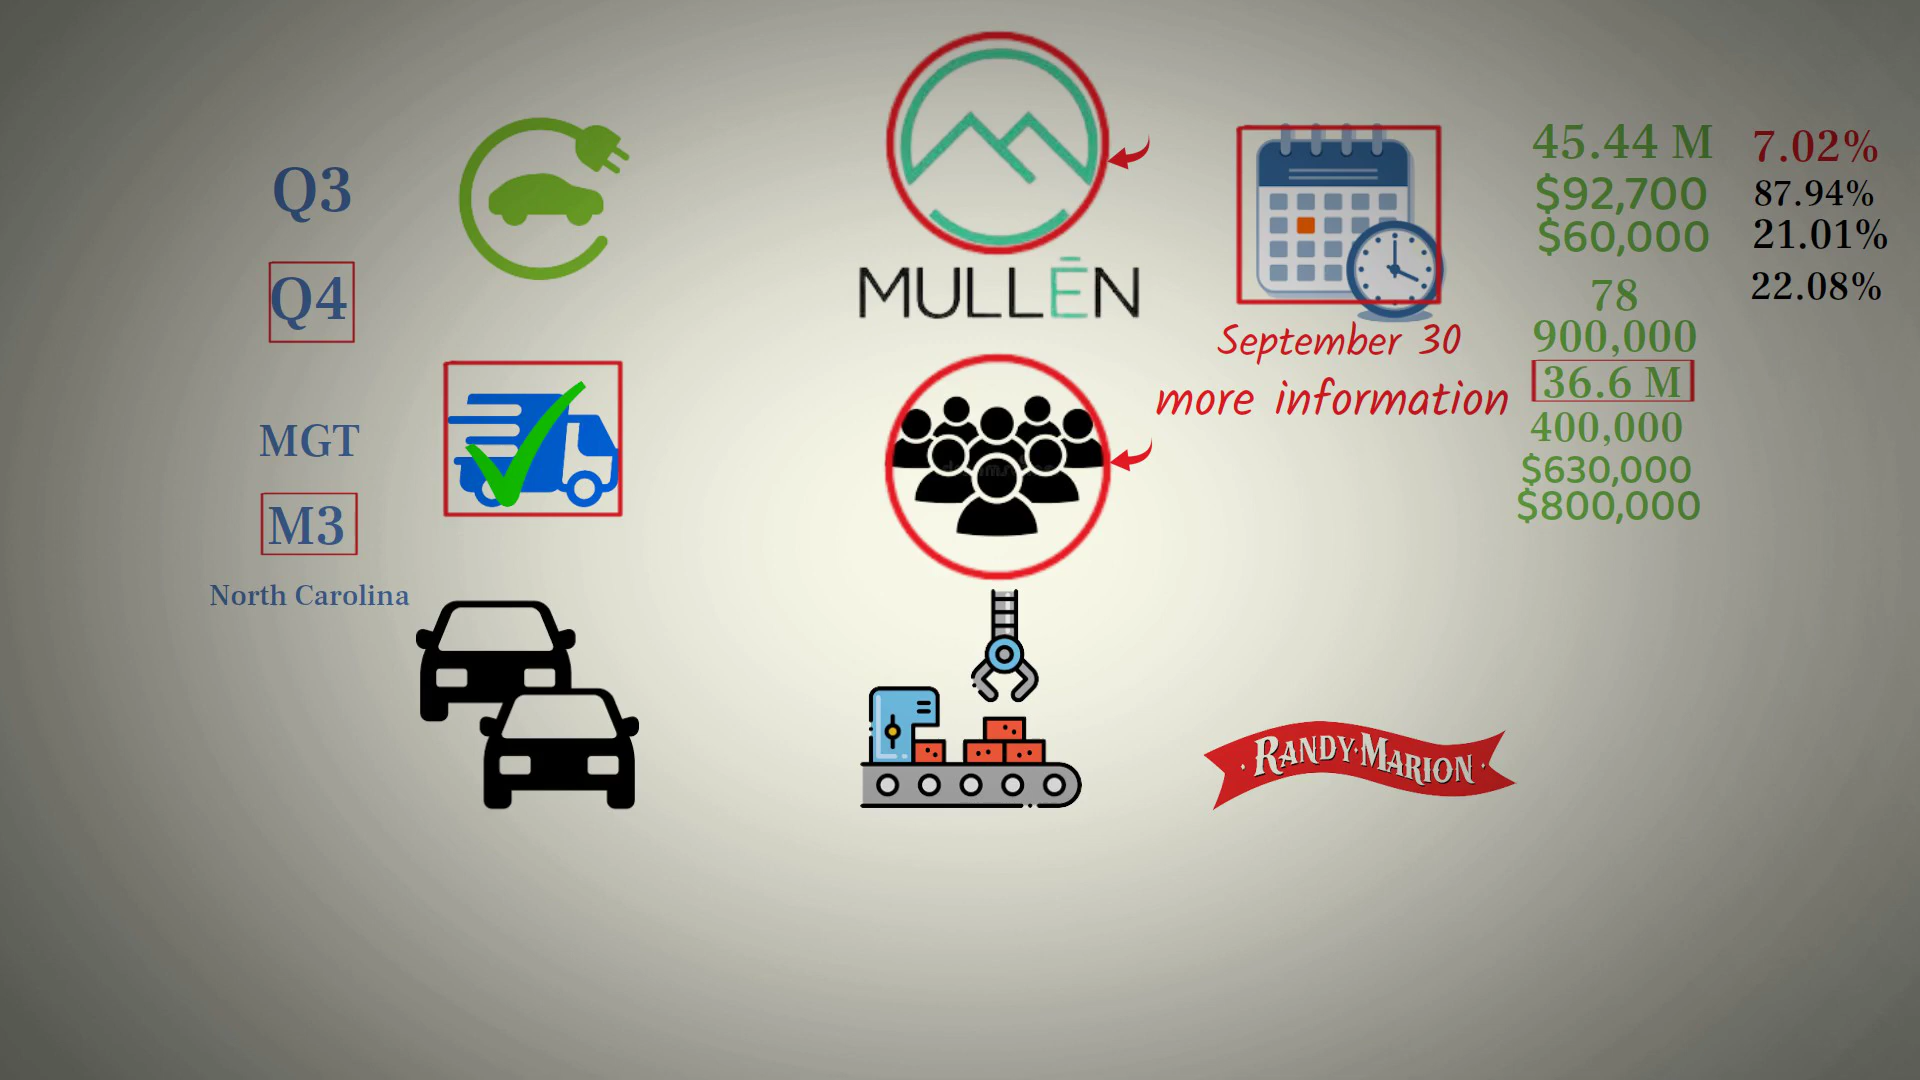 Q3
Q4
MGT
M3
North Carolina
MULLĒN
September 30
more information
RANDY·MARION
45.44 M
$92,700
$60,000
78
900,000
36.6 M
400,000
$630,000
$800,000
7.02%
87.94%
21.01%
22.08%